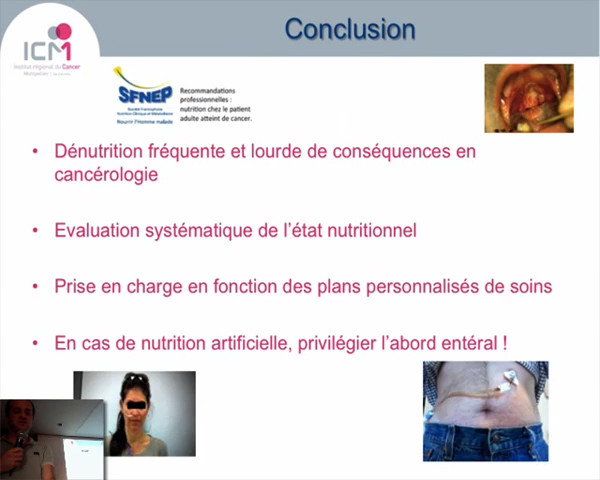 Conclusion
ICM
Institut régional du Cancer
Montpellier
SFNEP
Société Francophone
Nutrition Clinique et Métabolisme
Nourrir l'Homme malade
Recommandations
professionnelles :
nutrition chez le patient
adulte atteint de cancer.
• Dénutrition fréquente et lourde de conséquences en
cancérologie
• Evaluation systématique de l'état nutritionnel
• Prise en charge en fonction des plans personnalisés de soins
• En cas de nutrition artificielle, privilégier l'abord entéral !